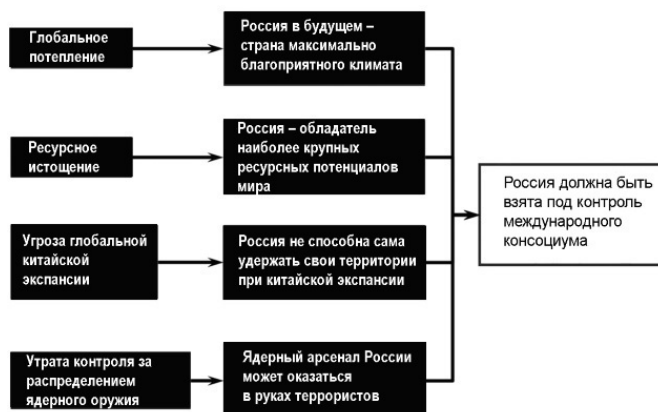 Глобальное
потепление
Россия в будущем –
страна максимально
благоприятного климата
Ресурсное
истощение
Россия – обладатель
наиболее крупных
ресурсных потенциалов
мира
Угроза глобальной
китайской
экспансии
Россия не способна сама
удержать свои территории
при китайской экспансии
Утрата контроля за
распределением
ядерного оружия
Ядерный арсенал России
может оказаться
в руках террористов
Россия должна быть
взята под контроль
международного
консоциума